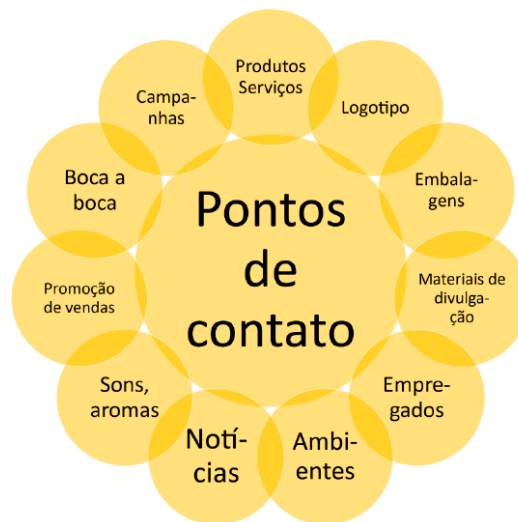 Produtos
Serviços
Logotipo
Embala-
gens
Materiais de
divulga-
ção
Empre-
gados
Ambi-
entes
Notí-
cias
Sons,
aromas
Promoção
de vendas
Boca a
boca
Campa-
nhas
Pontos
de
contato